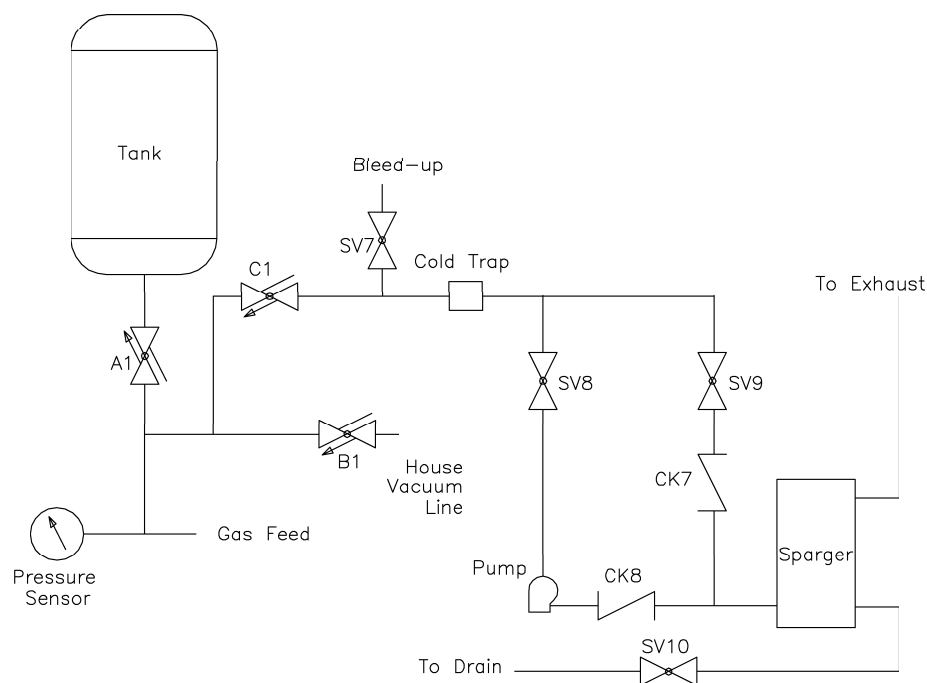 Tank
Bleed-up
SV7
Cold Trap
C1
To Exhaust
A1
SV8
SV9
B1
House
Vacuum
Line
CK7
Gas Feed
Sparger
Pump
CK8
Pressure
Sensor
SV10
To Drain